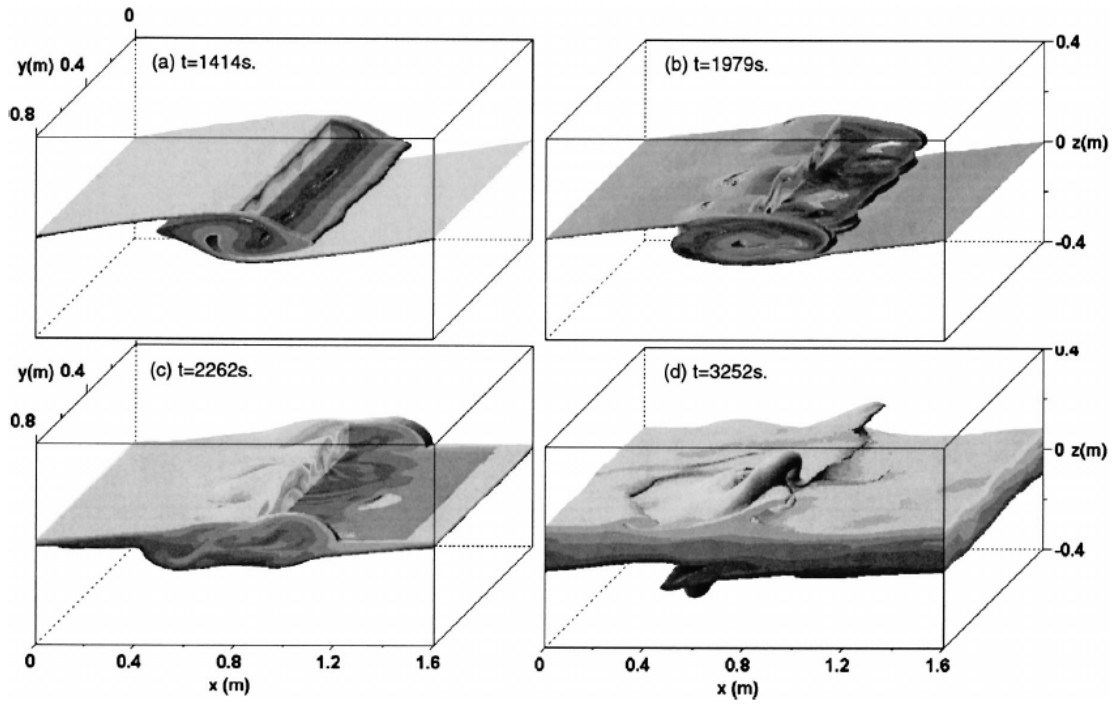 0
y(m) 0.4
0.8
(a) t=1414s.
(b) t=1979s.
0.4
0 z(m)
-0.4
y(m) 0.4
0.8
(c) t=2262s.
(d) t=3252s.
0.4
0 z(m)
-0.4
0 0.4 0.8 1.2 1.6
x (m)
0 0.4 0.8 1.2 1.6
x (m)